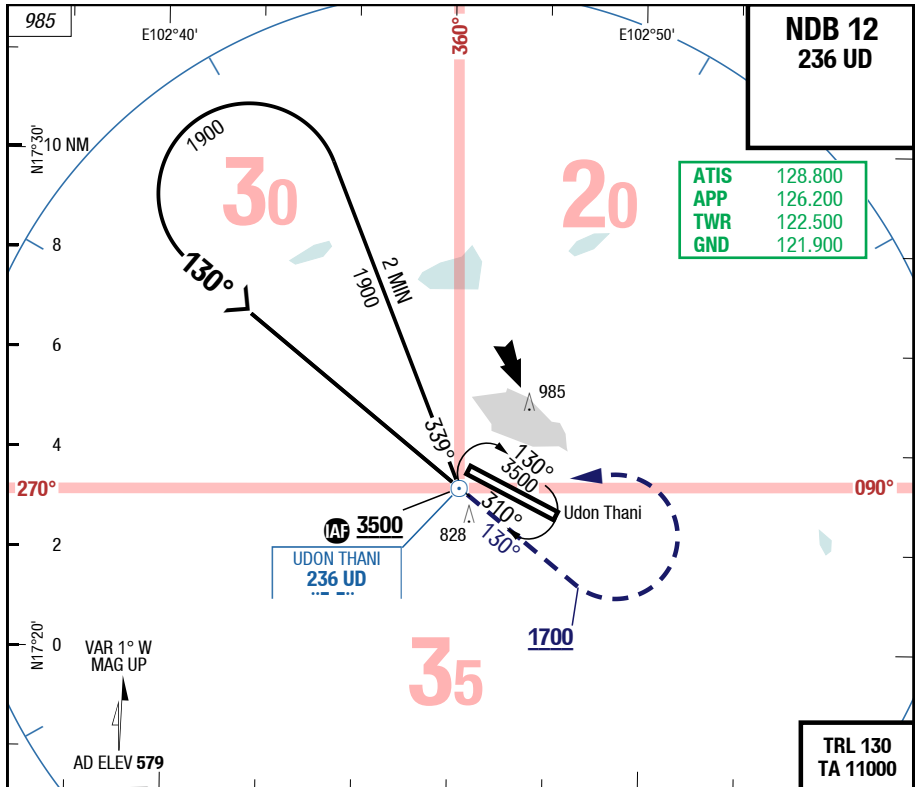 985
E102°40'
360°
E102°50'
NDB 12
236 UD
N17°30'
10 NM
1900
30
20
ATIS 128.800
APP 126.200
TWR 122.500
GND 121.900
8
130°
2 MIN
1900
6
985
4
339°
130°
3500
270°
090°
310°
Udon Thani
IAF 3500
828
130°
2
UDON THANI
236 UD
1700
N17°20'
0
VAR 1° W
MAG UP
35
AD ELEV 579
TRL 130
TA 11000